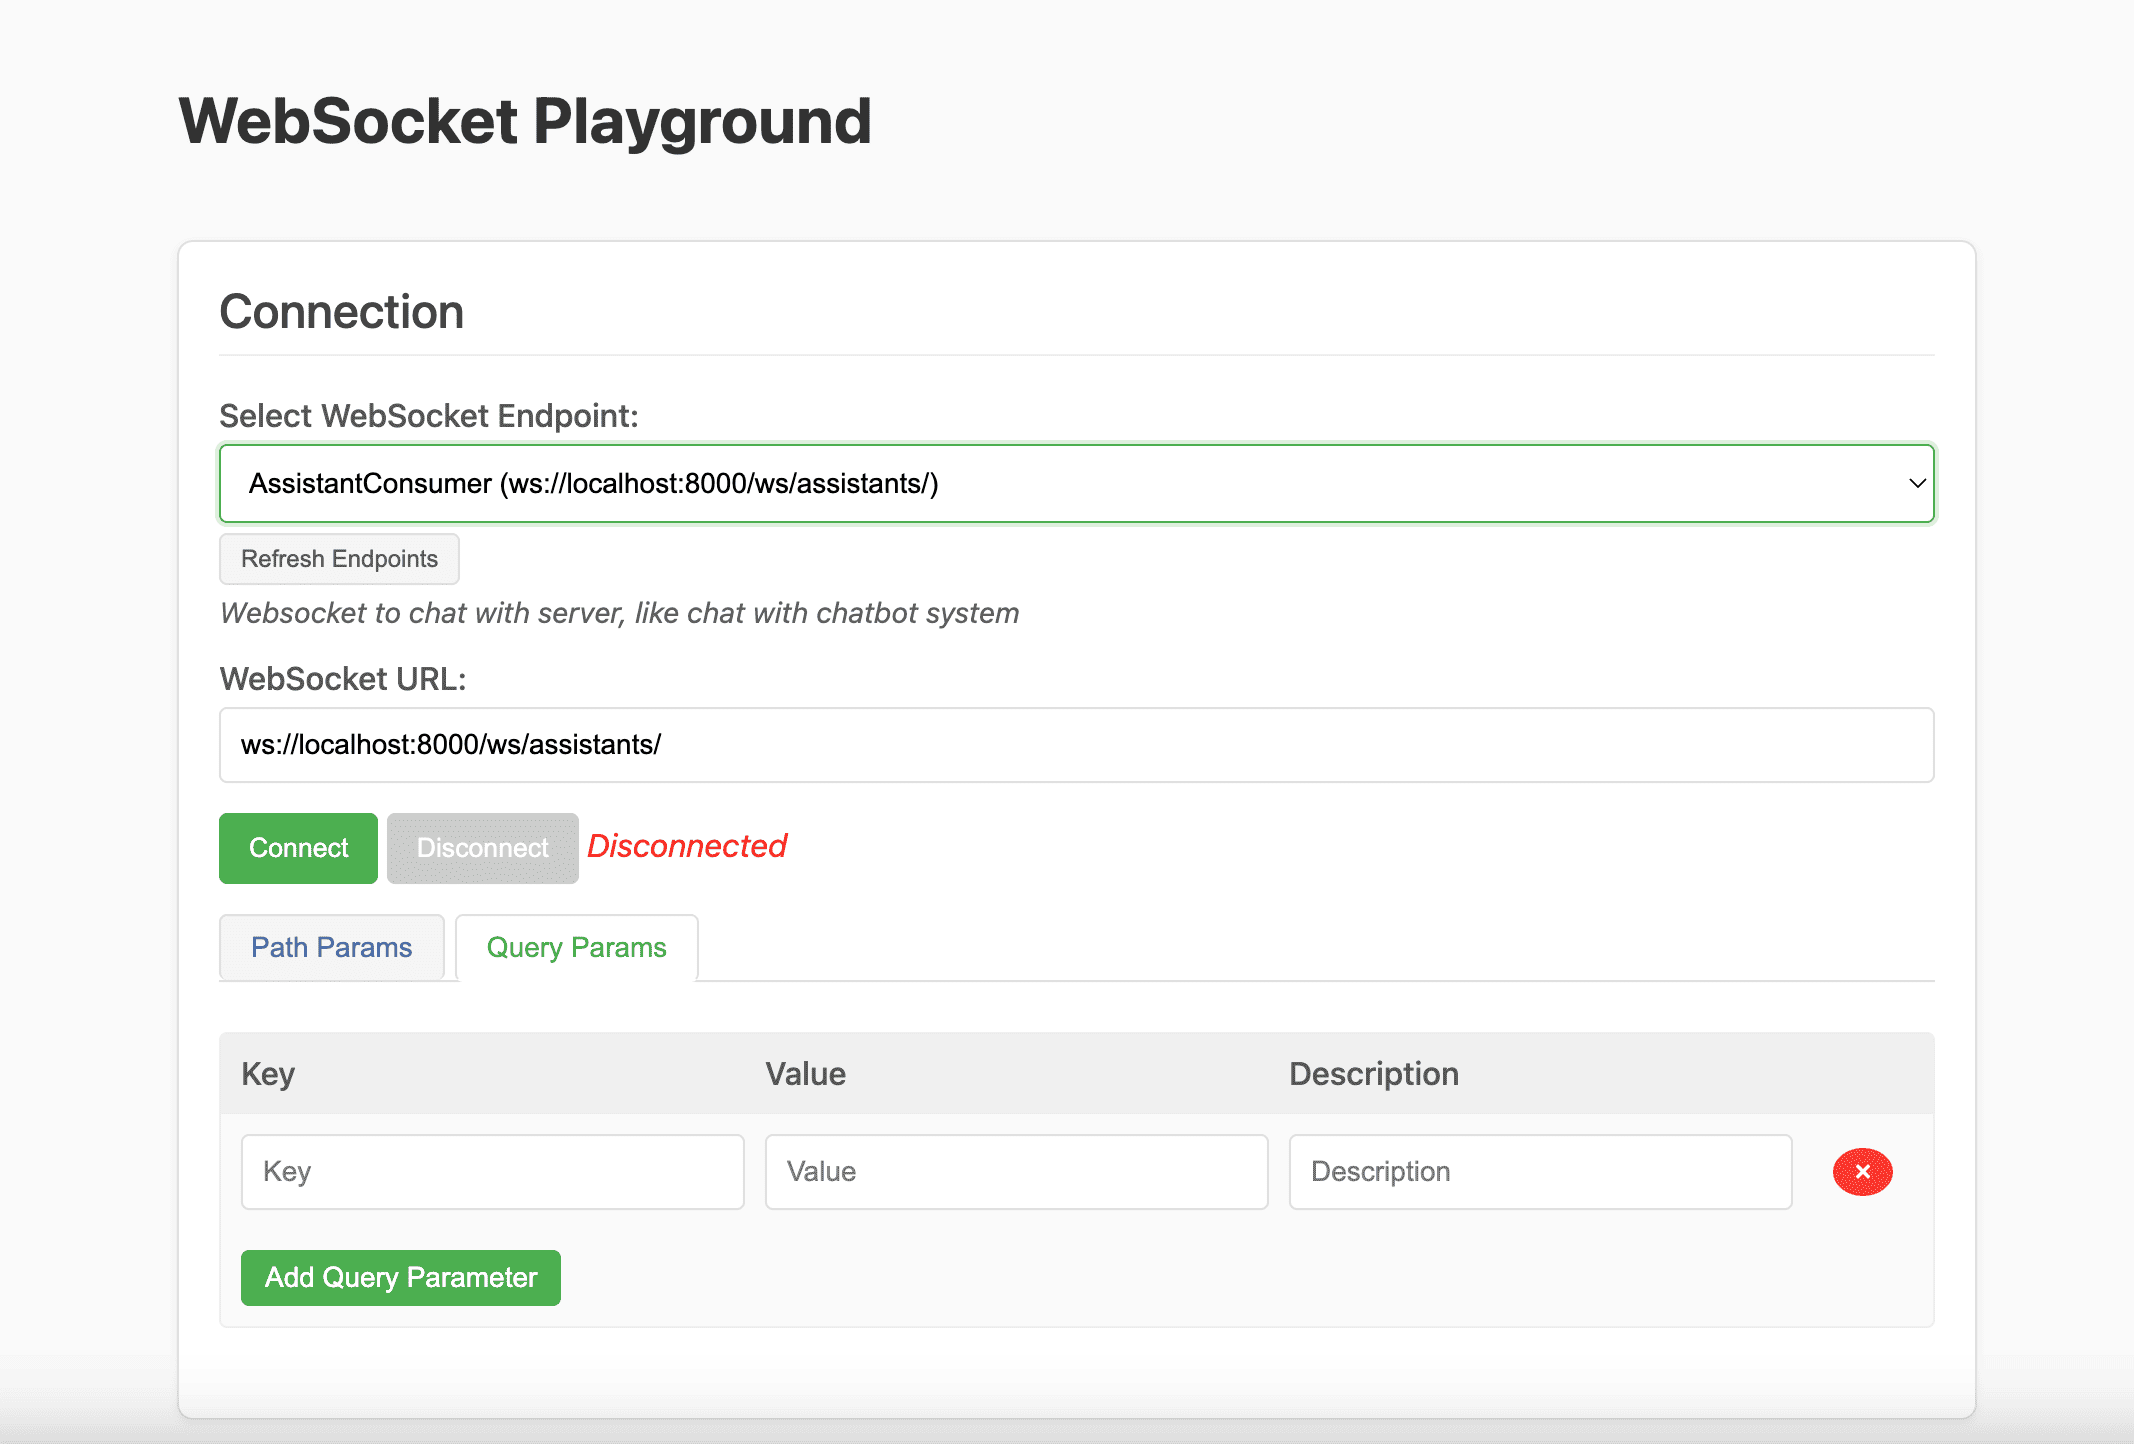 WebSocket Playground
Connection
Select WebSocket Endpoint:
AssistantConsumer (ws://localhost:8000/ws/assistants/)
Refresh Endpoints
Websocket to chat with server, like chat with chatbot system
WebSocket URL:
ws://localhost:8000/ws/assistants/
Connect Disconnect Disconnected
Path Params Query Params
Key Value Description
Key Value Description
Add Query Parameter